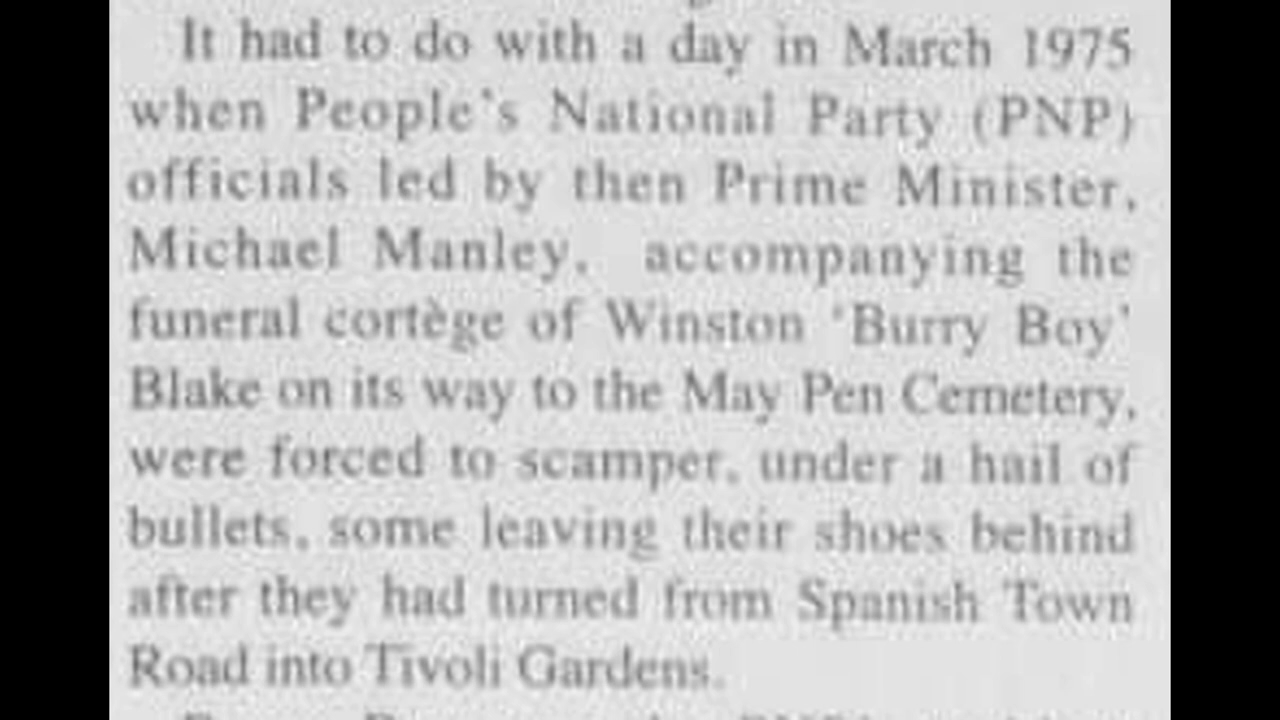 It had to do with a day in March 1975
when People's National Party (PNP)
officials led by then Prime Minister,
Michael Manley, accompanying the
funeral cortège of Winston 'Burry Boy'
Blake on its way to the May Pen Cemetery,
were forced to scamper, under a hail of
bullets, some leaving their shoes behind
after they had turned from Spanish Town
Road into Tivoli Gardens.